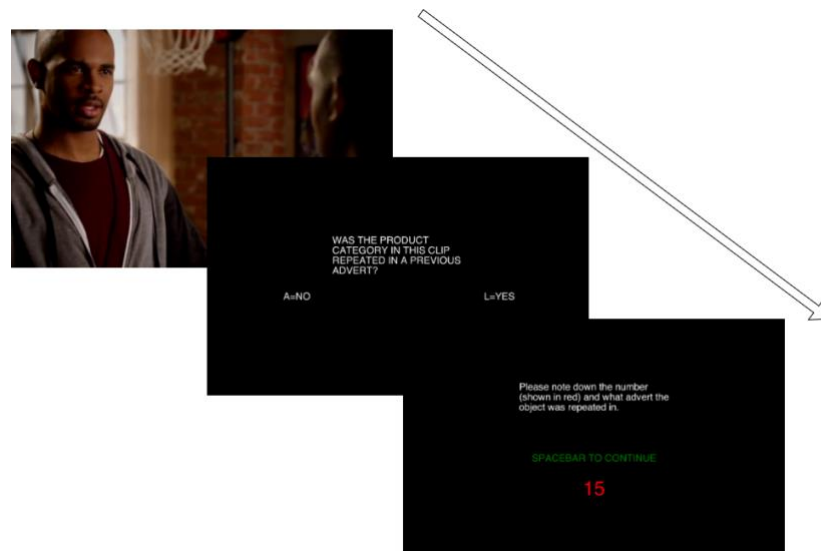 WAS THE PRODUCT
CATEGORY IN THIS CLIP
REPEATED IN A PREVIOUS
ADVERT?
A=NO
L=YES
Please note down the number
(shown in red) and what advert the
object was repeated in.
SPACEBAR TO CONTINUE
15